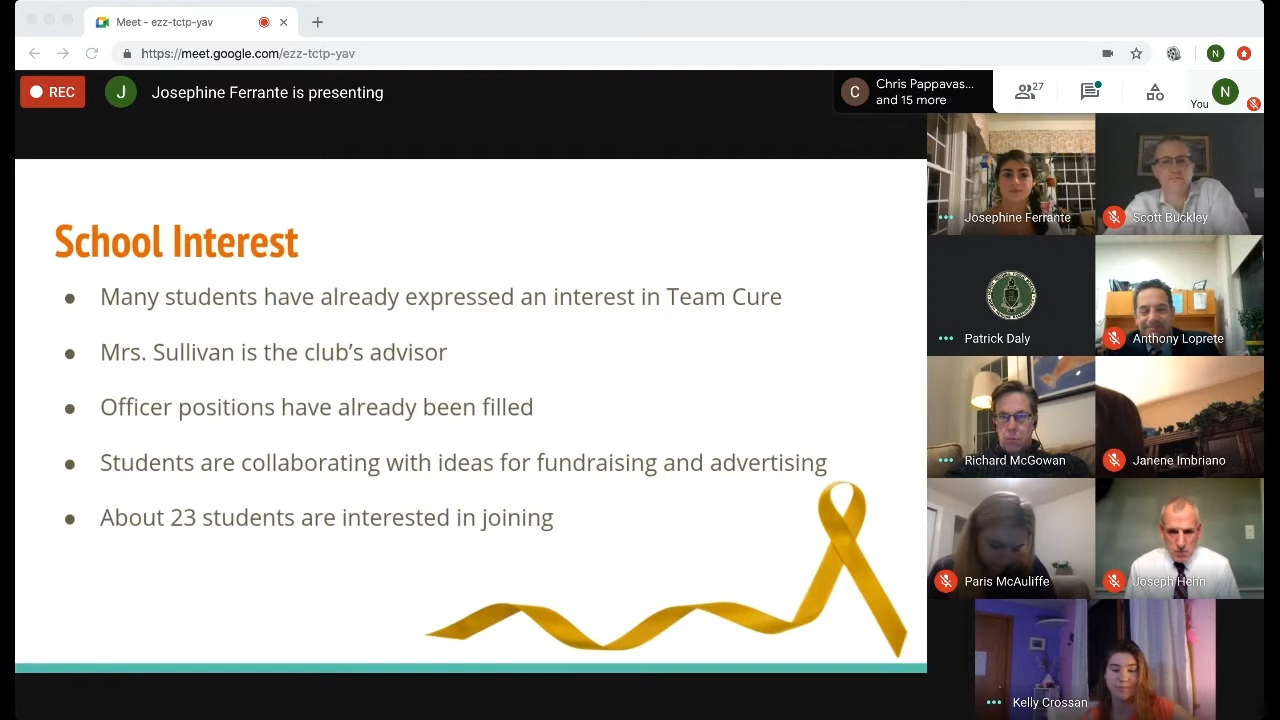 Meet - ezz-tctp-yav
https://meet.google.com/ezz-tctp-yav
N
REC
J
Josephine Ferrante is presenting
C
Chris Pappavas...
and 15 more
27
You
N
School Interest
● Many students have already expressed an interest in Team Cure
● Mrs. Sullivan is the club’s advisor
● Officer positions have already been filled
● Students are collaborating with ideas for fundraising and advertising
● About 23 students are interested in joining
Josephine Ferrante
Scott Buckley
Patrick Daly
Anthony Loprete
Richard McGowan
Janene Imbriano
Paris McAuliffe
Joseph Hehn
Kelly Crossan